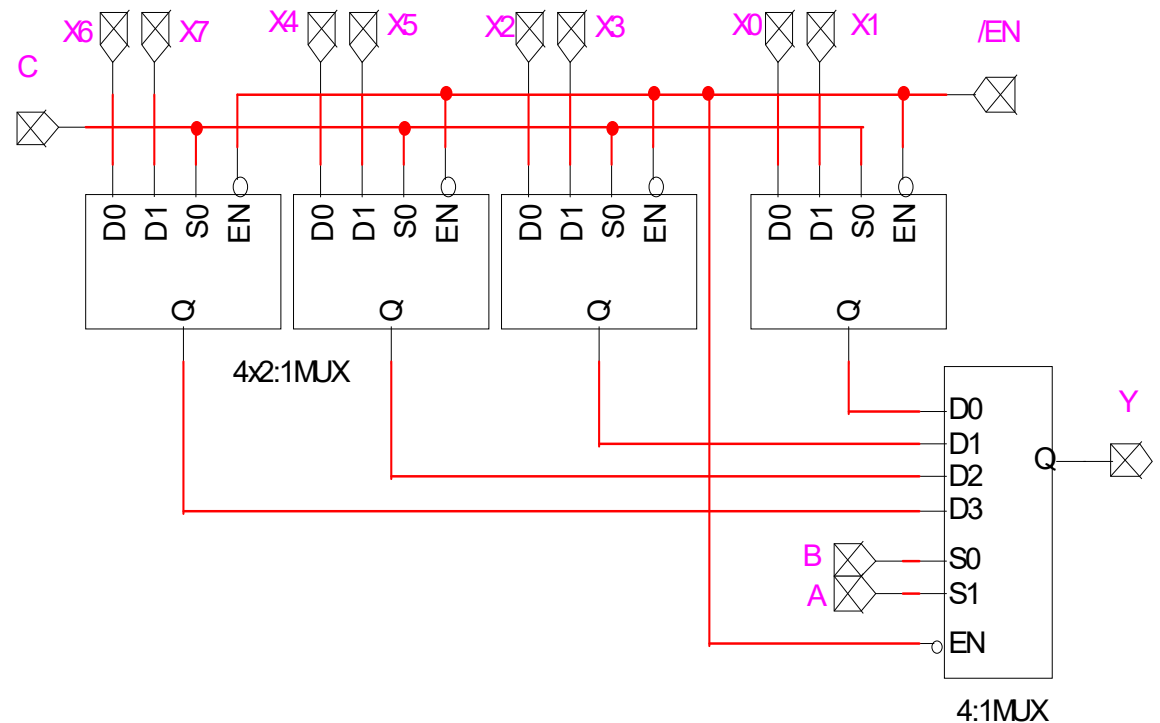 X6 X7 X4 X5 X2 X3 X0 X1 /EN
C
D0 D1 S0 EN D0 D1 S0 EN D0 D1 S0 EN D0 D1 S0 EN
Q Q Q Q
4x2:1MUX
D0
D1
D2
D3
Q
Y
B S0
A S1
EN
4:1MUX